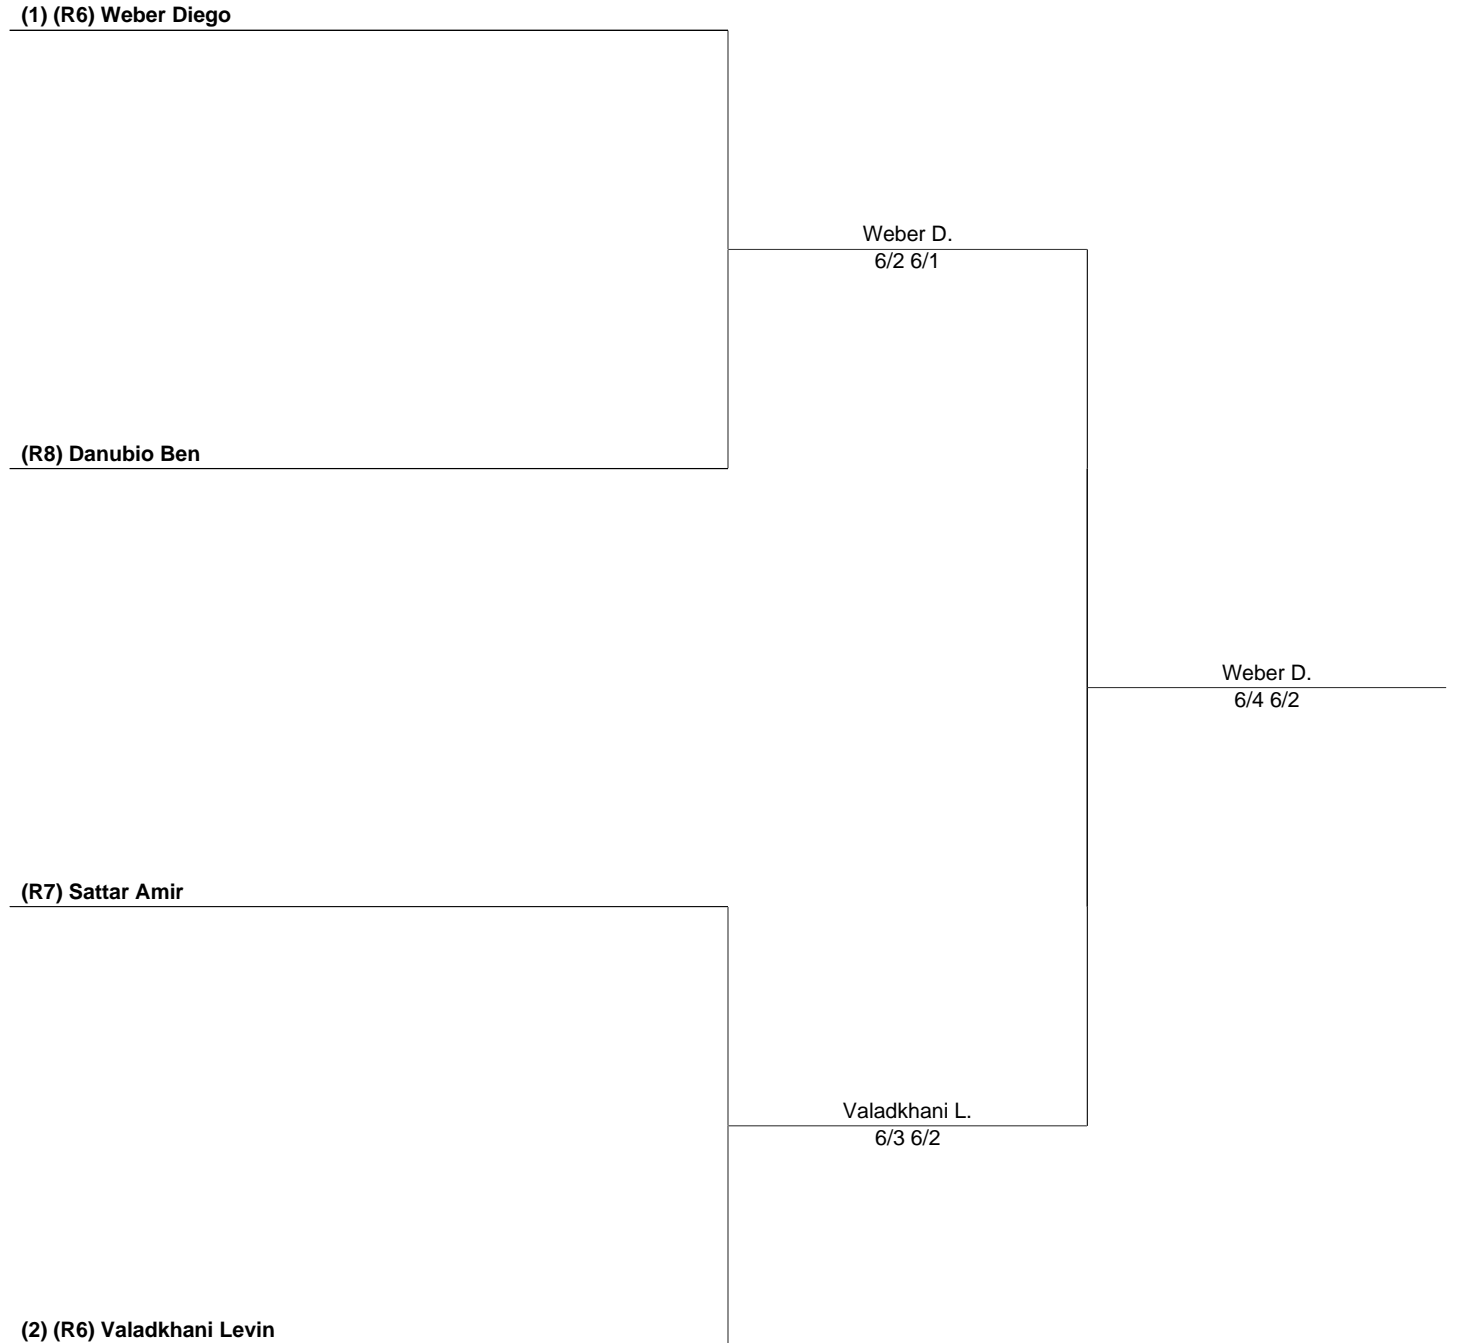 (1) (R6) Weber Diego
Weber D.
6/2 6/1
(R8) Danubio Ben
Weber D.
6/4 6/2
(R7) Sattar Amir
Valadkhani L.
6/3 6/2
(2) (R6) Valadkhani Levin